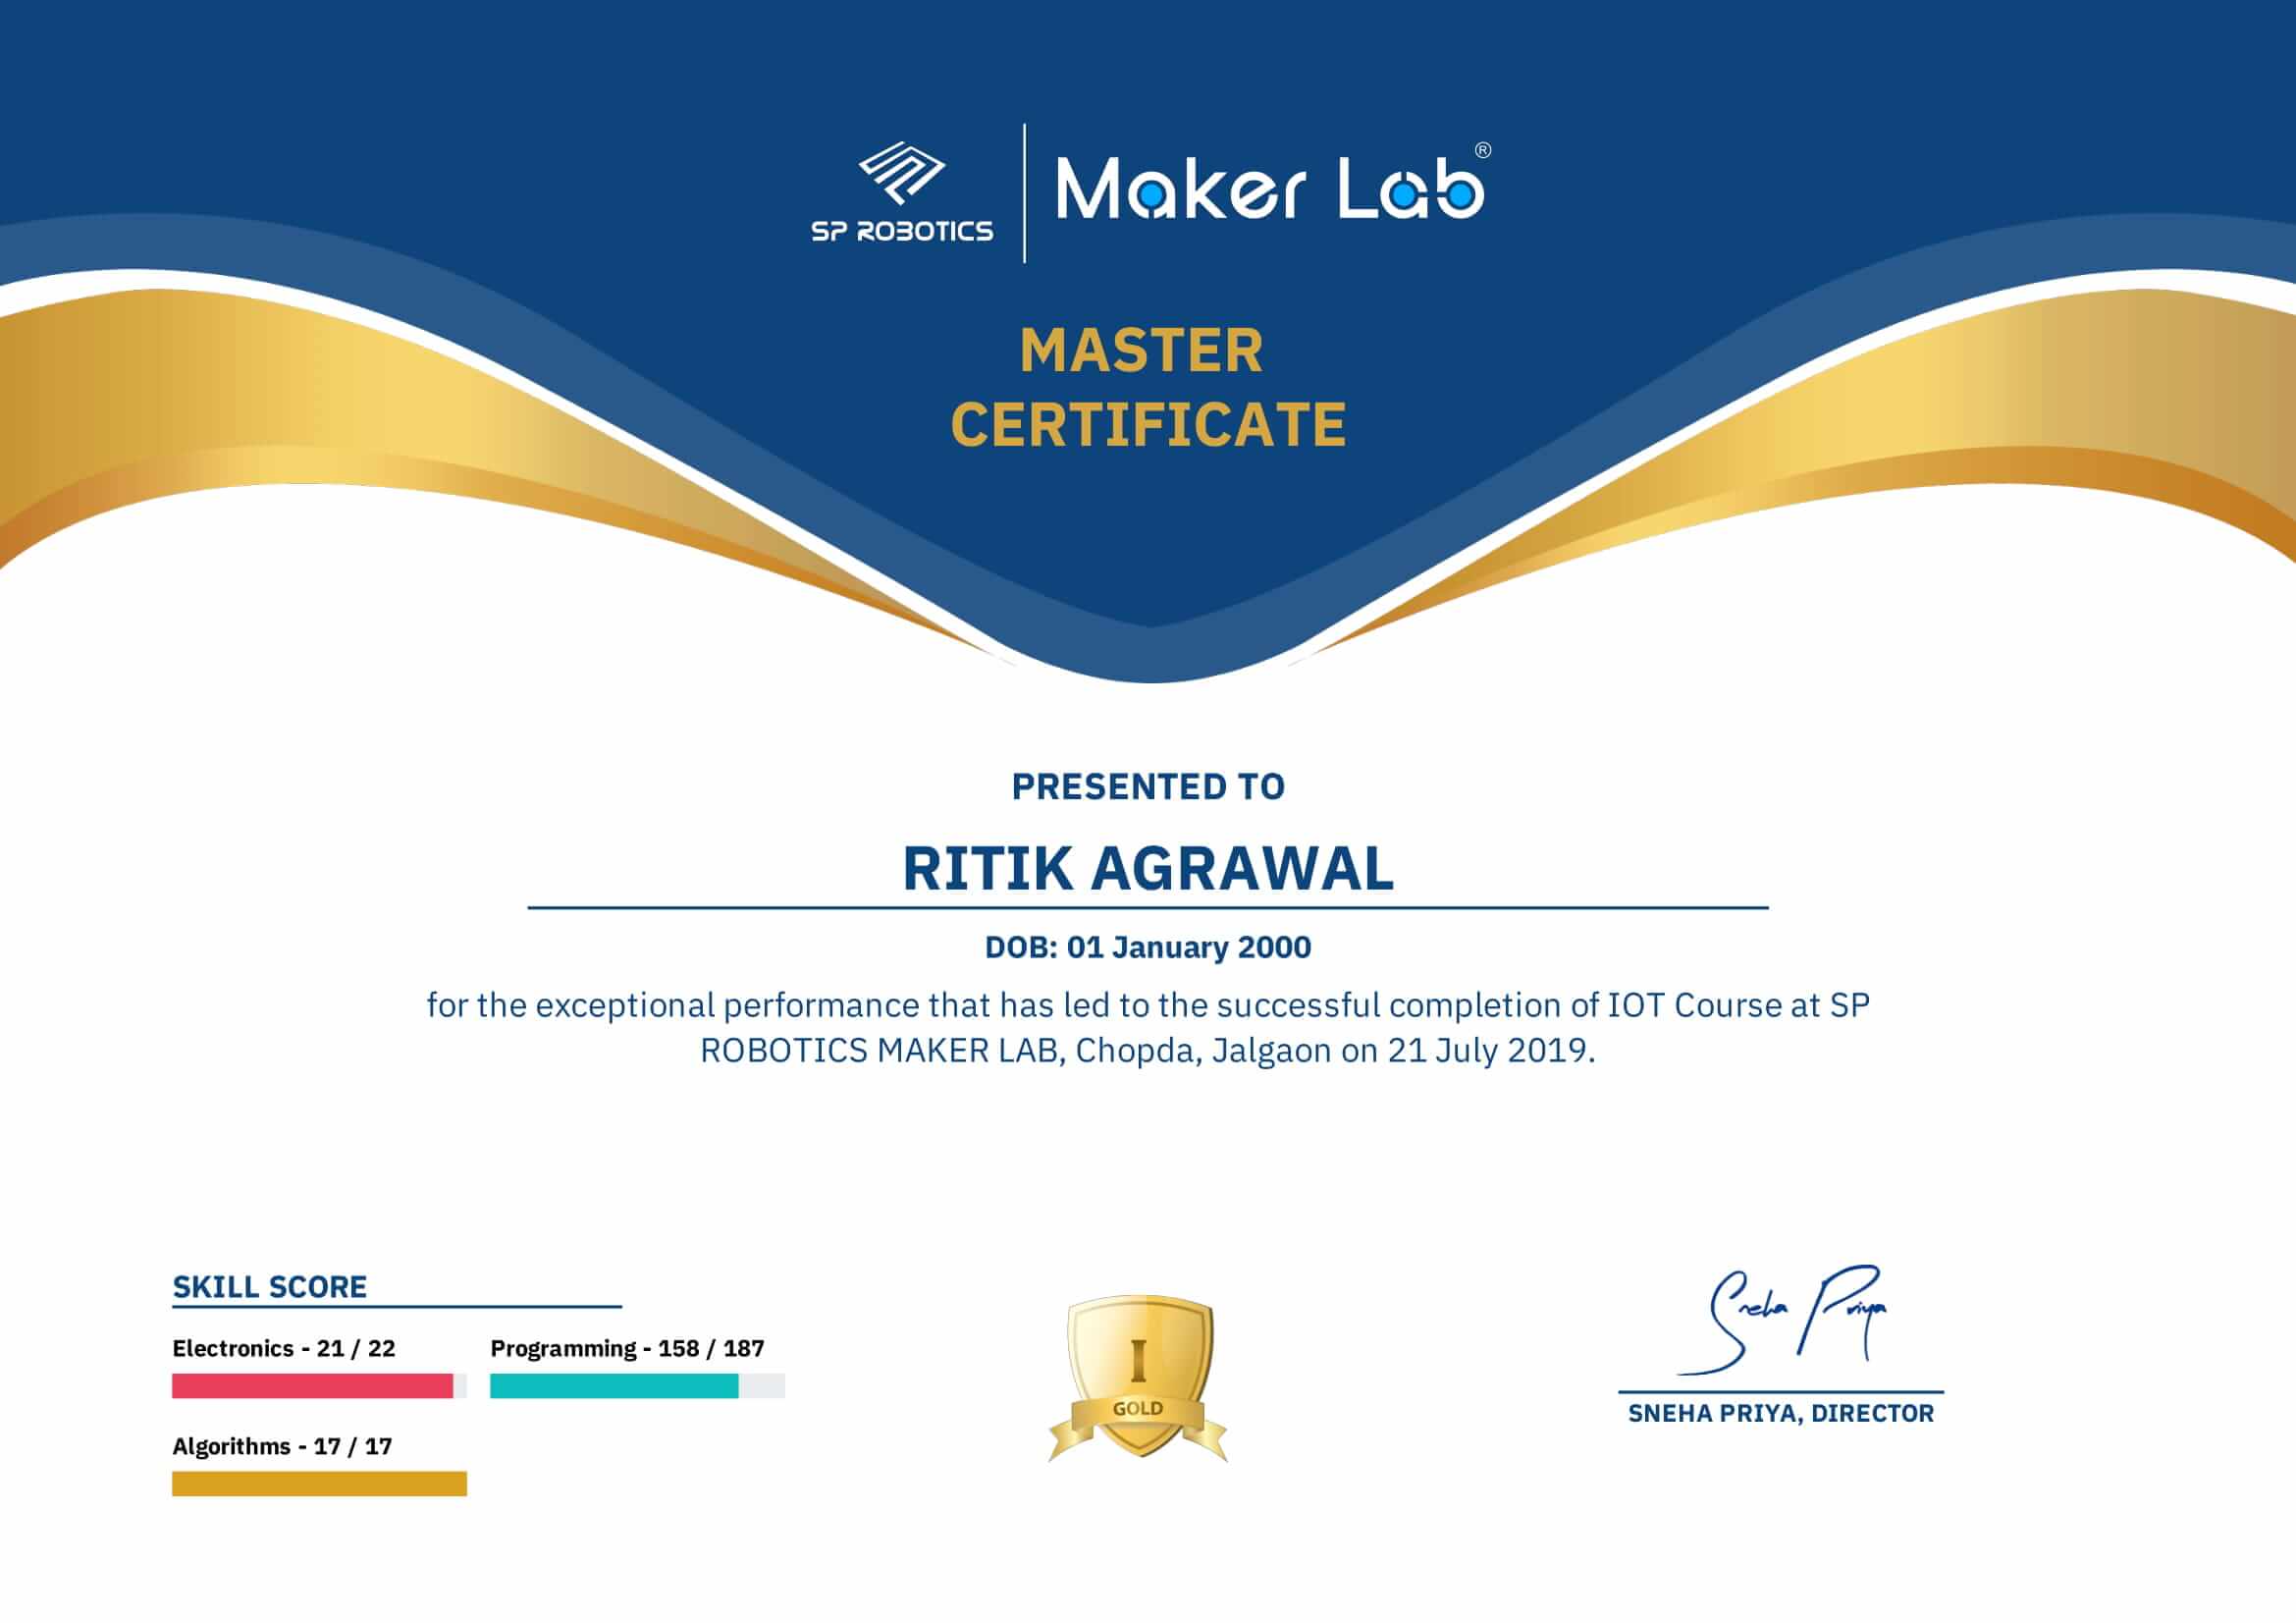 SP ROBOTICS
Maker Lab®
MASTER
CERTIFICATE
PRESENTED TO
RITIK AGRAWAL
DOB: 01 January 2000
for the exceptional performance that has led to the successful completion of IOT Course at SP
ROBOTICS MAKER LAB, Chopda, Jalgaon on 21 July 2019.
SKILL SCORE
Electronics - 21 / 22
Programming - 158 / 187
Algorithms - 17 / 17
I
GOLD
Sneha Priya
SNEHA PRIYA, DIRECTOR